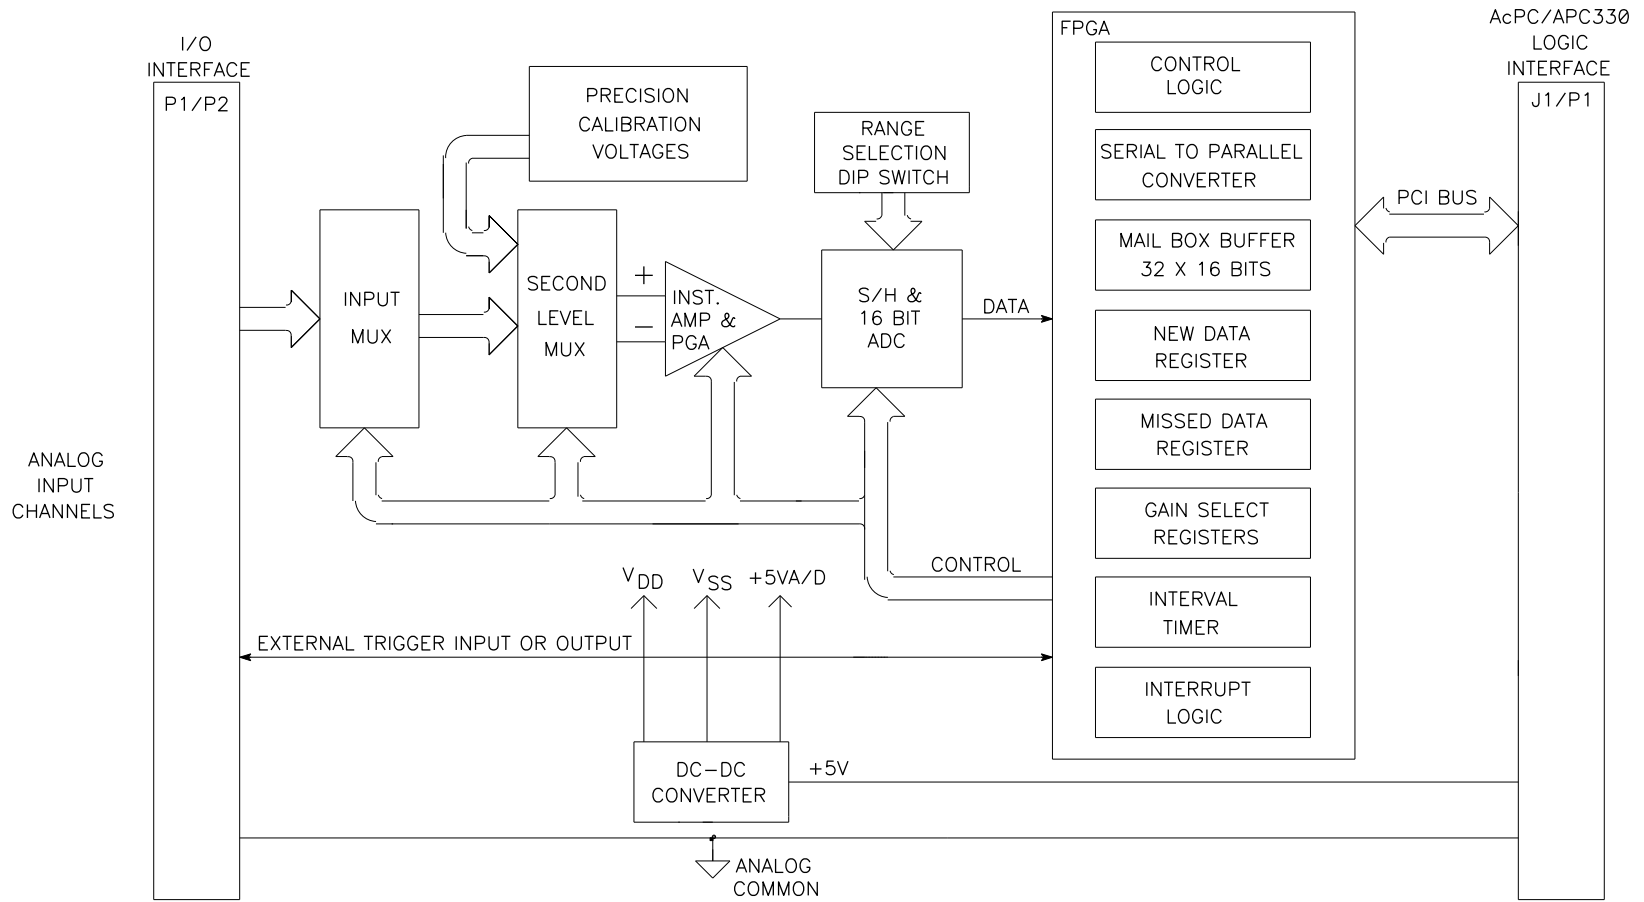 AcPC/APC330
LOGIC
INTERFACE
J1/P1
I/O
INTERFACE
P1/P2
FPGA
CONTROL
LOGIC
SERIAL TO PARALLEL
CONVERTER
MAIL BOX BUFFER
32 X 16 BITS
NEW DATA
REGISTER
MISSED DATA
REGISTER
GAIN SELECT
REGISTERS
INTERVAL
TIMER
INTERRUPT
LOGIC
PRECISION
CALIBRATION
VOLTAGES
RANGE
SELECTION
DIP SWITCH
PCI BUS
INPUT
MUX
SECOND
LEVEL
MUX
+
−
INST.
AMP &
PGA
S/H &
16 BIT
ADC
DATA
ANALOG
INPUT
CHANNELS
CONTROL
VDD
VSS
+5VA/D
EXTERNAL TRIGGER INPUT OR OUTPUT
DC−DC
CONVERTER
+5V
ANALOG
COMMON